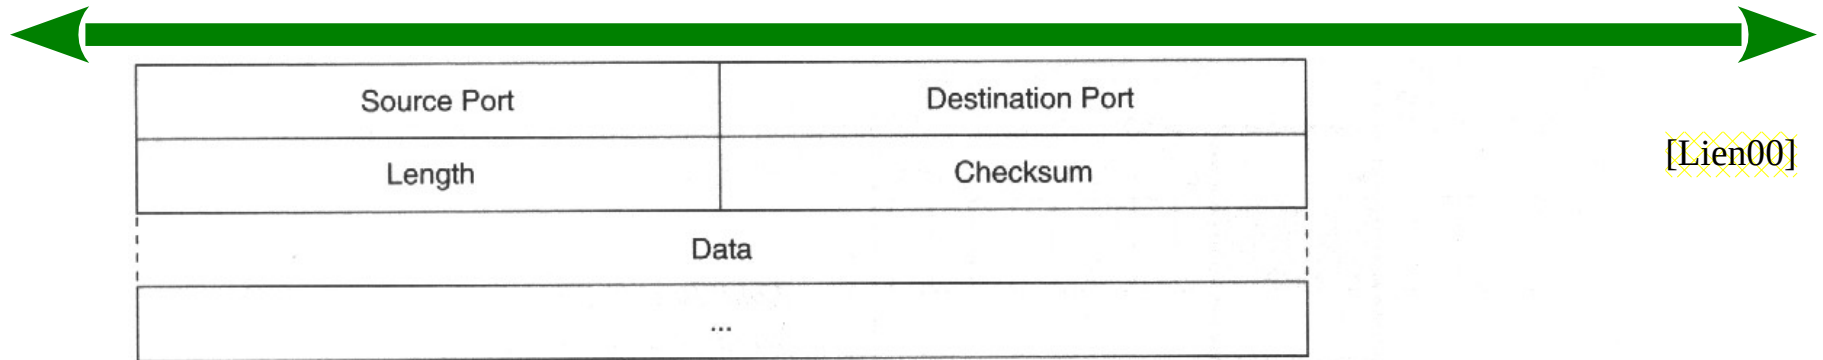 Source Port Destination Port
[Lien00]
Length Checksum
Data
...